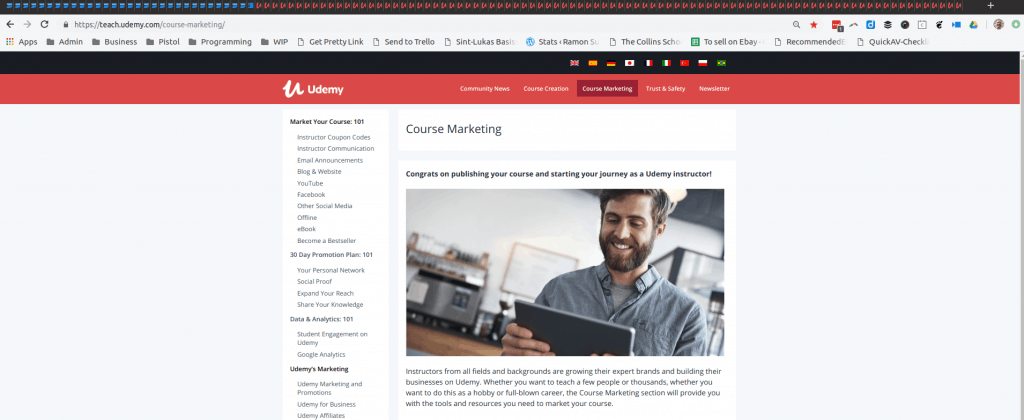 https://teach.udemy.com/course-marketing/
Apps Admin Business Pistol Programming WIP Get Pretty Link Send to Trello Sint-Lukas Basis Stats ‹ Ramon Su The Collins Scho To sell on Ebay - RecommendedE QuickAV-Checkli
Udemy
Community News Course Creation Course Marketing Trust & Safety Newsletter
Market Your Course: 101
Instructor Coupon Codes
Instructor Communication
Email Announcements
Blog & Website
YouTube
Facebook
Other Social Media
Offline
eBook
Become a Bestseller
30 Day Promotion Plan: 101
Your Personal Network
Social Proof
Expand Your Reach
Share Your Knowledge
Data & Analytics: 101
Student Engagement on
Udemy
Google Analytics
Udemy's Marketing
Udemy Marketing and
Promotions
Udemy for Business
Udemy Affiliates
Course Marketing
Congrats on publishing your course and starting your journey as a Udemy instructor!
Instructors from all fields and backgrounds are growing their expert brands and building their
businesses on Udemy. Whether you want to teach a few people or thousands, whether you
want to do this as a hobby or full-blown career, the Course Marketing section will provide you
with the tools and resources you need to market your course.